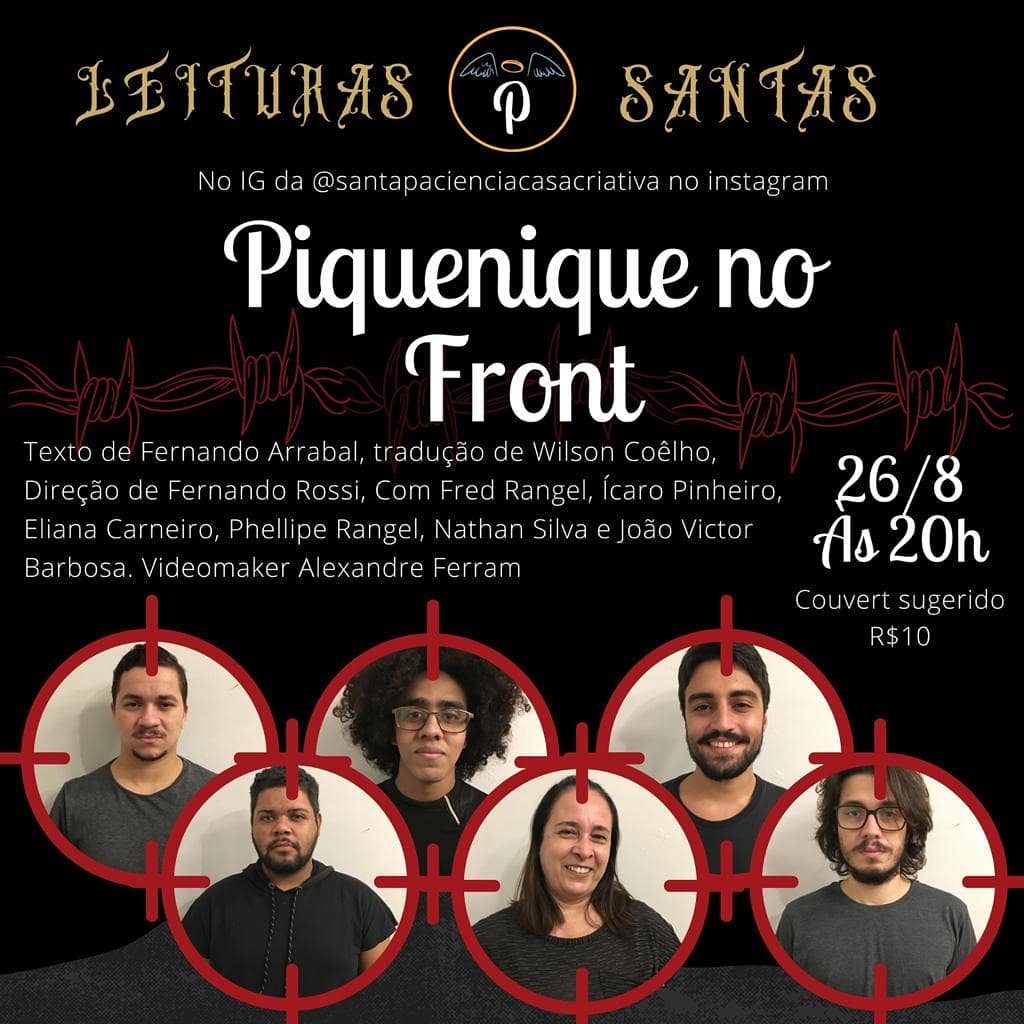 LEITURAS P SANTAS
No IG da @santapacienciacasacriativa no instagram
Piquenique no
Front
Texto de Fernando Arrabal, tradução de Wilson Coêlho,
Direção de Fernando Rossi, Com Fred Rangel, Ícaro Pinheiro,
Eliana Carneiro, Phellipe Rangel, Nathan Silva e João Victor
Barbosa. Videomaker Alexandre Ferram
26/8
Às 20h
Couvert sugerido
R$10